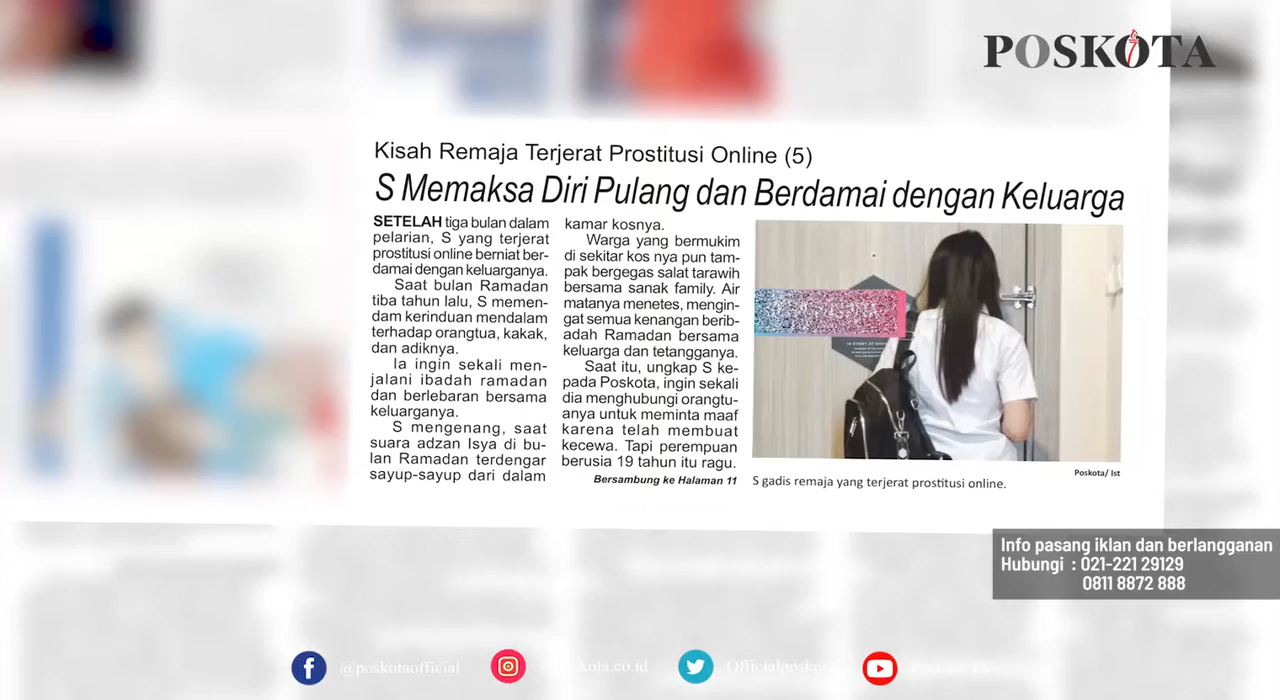 POSKOTA
Kisah Remaja Terjerat Prostitusi Online (5)
S Memaksa Diri Pulang dan Berdamai dengan Keluarga
SETELAH tiga bulan dalam
pelarian, S yang terjerat
prostitusi online berniat ber-
damai dengan keluarganya.
Saat bulan Ramadan
tiba tahun lalu, S memen-
dam kerinduan mendalam
terhadap orangtua, kakak,
dan adiknya.
Ia ingin sekali men-
jalani ibadah ramadan
dan berlebaran bersama
keluarganya.
S mengenang, saat
suara adzan Isya di bu-
lan Ramadan terdengar
sayup-sayup dari dalam
kamar kosnya.
Warga yang bermukim
di sekitar kos nya pun tam-
pak bergegas salat tarawih
bersama sanak family. Air
matanya menetes, mengin-
gat semua kenangan berib-
adah Ramadan bersama
keluarga dan tetangganya.
Saat itu, ungkap S ke-
pada Poskota, ingin sekali
dia menghubungi orangtu-
anya untuk meminta maaf
karena telah membuat
kecewa. Tapi perempuan
berusia 19 tahun itu ragu.
Bersambung ke Halaman 11
Poskota/ Ist
S gadis remaja yang terjerat prostitusi online.
Info pasang iklan dan berlangganan
Hubungi : 021-221 29129
0811 8872 888
@poskotaofficial
kota.co.id
Officialposko